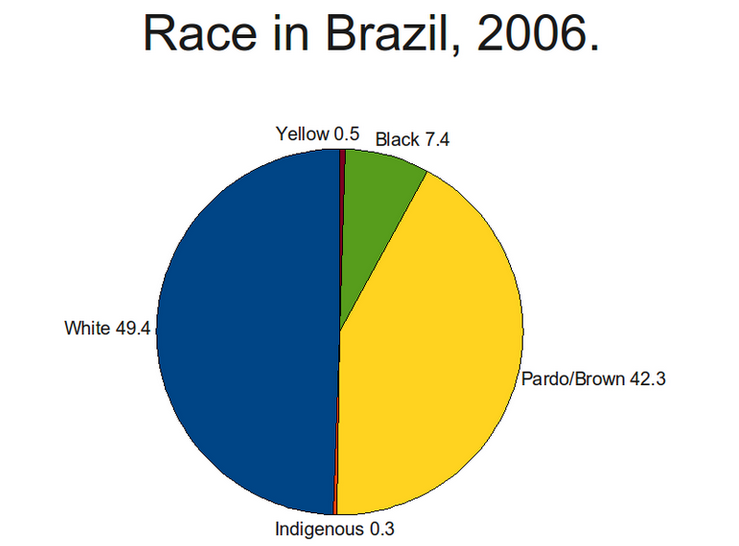 Race in Brazil, 2006.
Yellow 0.5
Black 7.4
White 49.4
Pardo/Brown 42.3
Indigenous 0.3